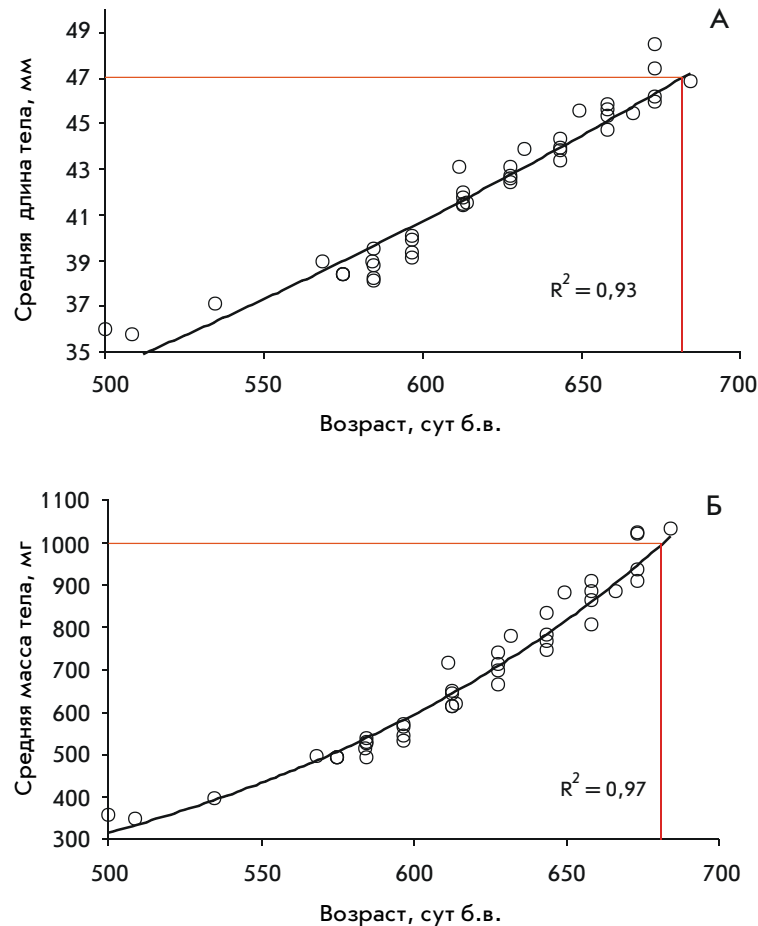 А
49
47
45
43
41
39
37
35
Средняя длина тела, мм
R² = 0,93
500 550 600 650 700
Возраст, сут б.в.
Б
1100
1000
900
800
700
600
500
400
300
Средняя масса тела, мг
R² = 0,97
500 550 600 650 700
Возраст, сут б.в.